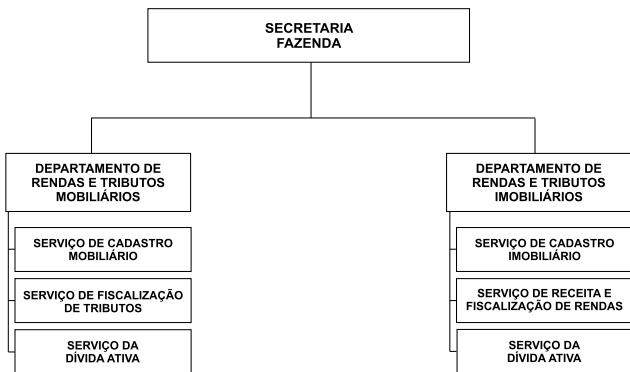 SECRETARIA
FAZENDA
DEPARTAMENTO DE
RENDAS E TRIBUTOS
MOBILIÁRIOS
SERVIÇO DE CADASTRO
MOBILIÁRIO
SERVIÇO DE FISCALIZAÇÃO
DE TRIBUTOS
SERVIÇO DA
DÍVIDA ATIVA
DEPARTAMENTO DE
RENDAS E TRIBUTOS
IMOBILIÁRIOS
SERVIÇO DE CADASTRO
IMOBILIÁRIO
SERVIÇO DE RECEITA E
FISCALIZAÇÃO DE RENDAS
SERVIÇO DA
DÍVIDA ATIVA